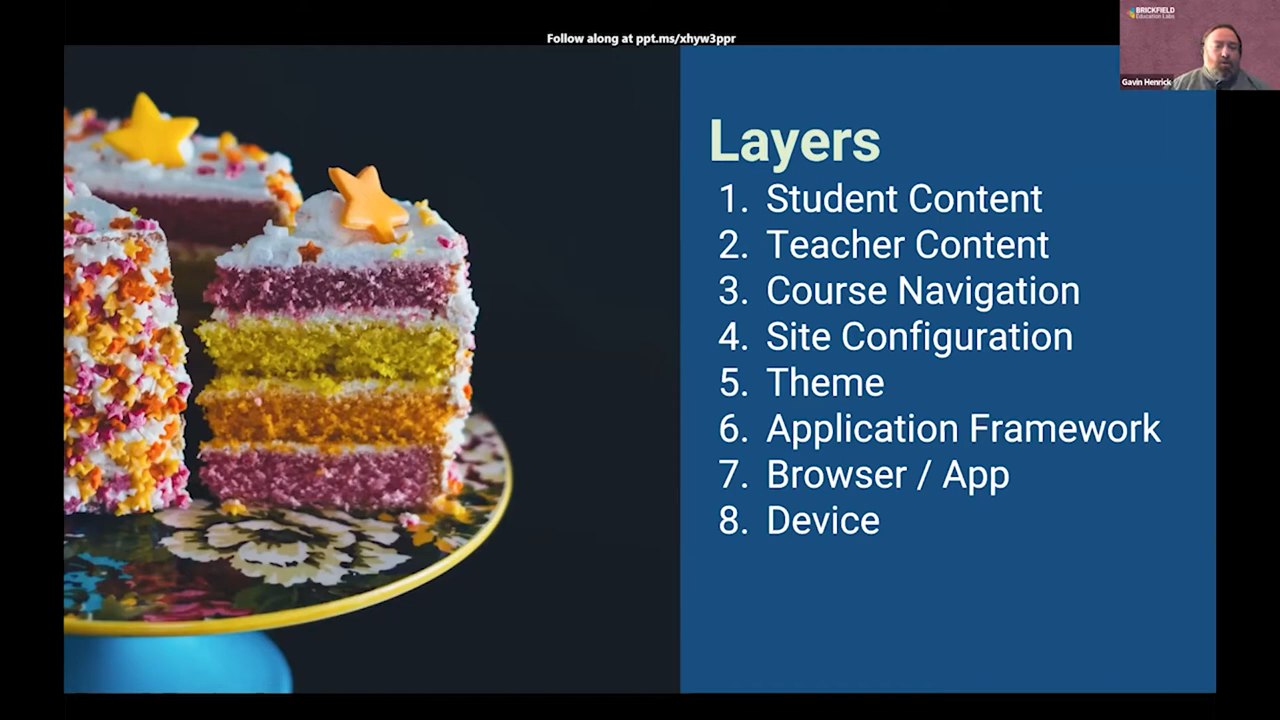 Follow along at ppt.ms/xhyw3ppr
BRICKFIELD
Education Labs
Gavin Henrick
Layers
1. Student Content
2. Teacher Content
3. Course Navigation
4. Site Configuration
5. Theme
6. Application Framework
7. Browser / App
8. Device